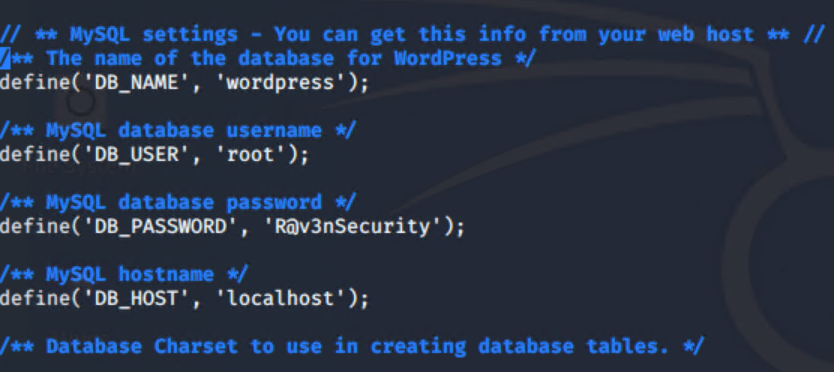 // ** MySQL settings - You can get this info from your web host ** //
/** The name of the database for WordPress */
define('DB_NAME', 'wordpress');
/** MySQL database username */
define('DB_USER', 'root');
/** MySQL database password */
define('DB_PASSWORD', 'R@v3nSecurity');
/** MySQL hostname */
define('DB_HOST', 'localhost');
/** Database Charset to use in creating database tables. */